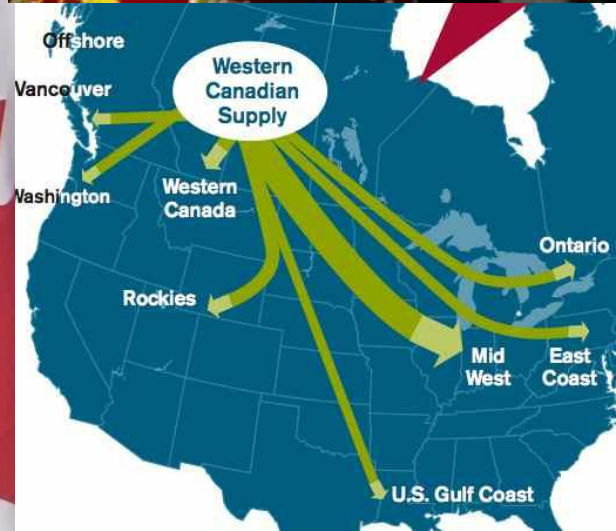 Offshore
Western
Canadian
Supply
Vancouver
Washington
Western
Canada
Ontario
Rockies
Mid
West
East
Coast
U.S. Gulf Coast